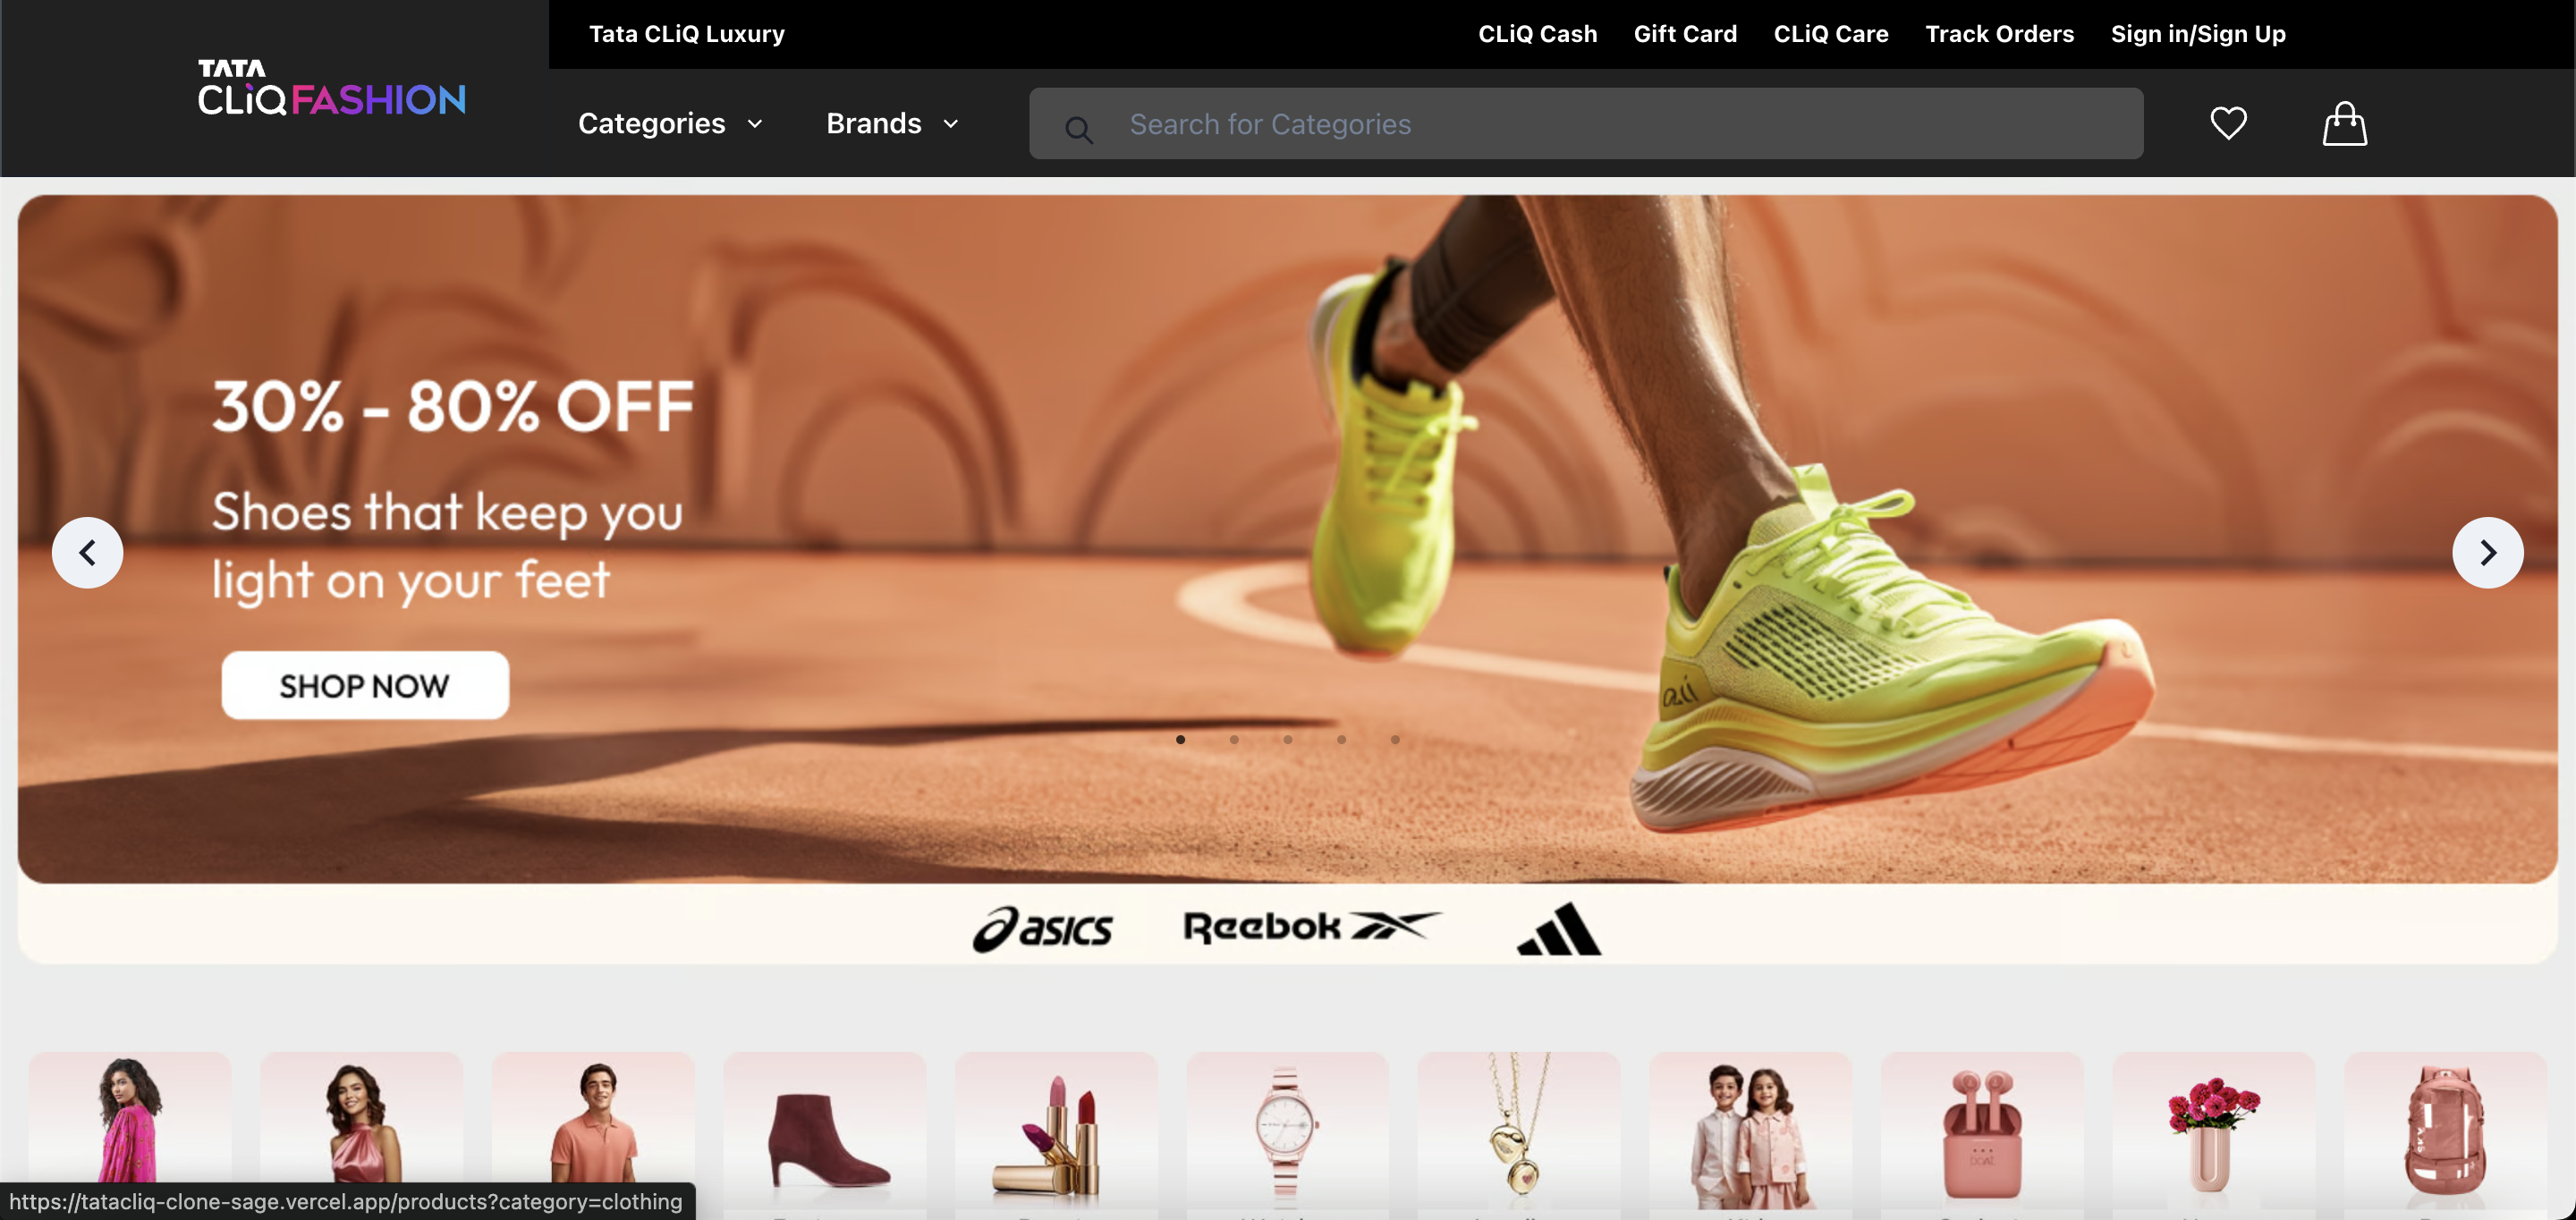 Tata CLiQ Luxury
CLiQ Cash
Gift Card
CLiQ Care
Track Orders
Sign in/Sign Up
TATA
CLiQ FASHION
Categories
Brands
Search for Categories
30% - 80% OFF
Shoes that keep you
light on your feet
SHOP NOW
asics
Reebok
https://tatacliq-clone-sage.vercel.app/products?category=clothing